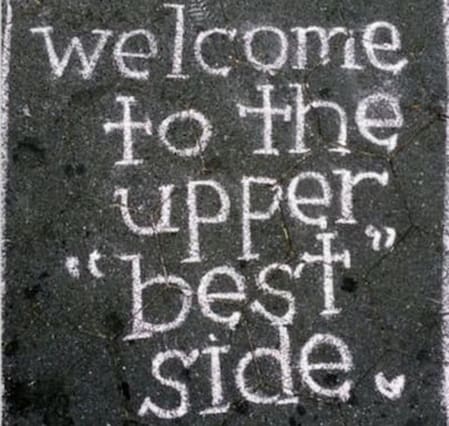 welcome
to the
upper
"best"
side.